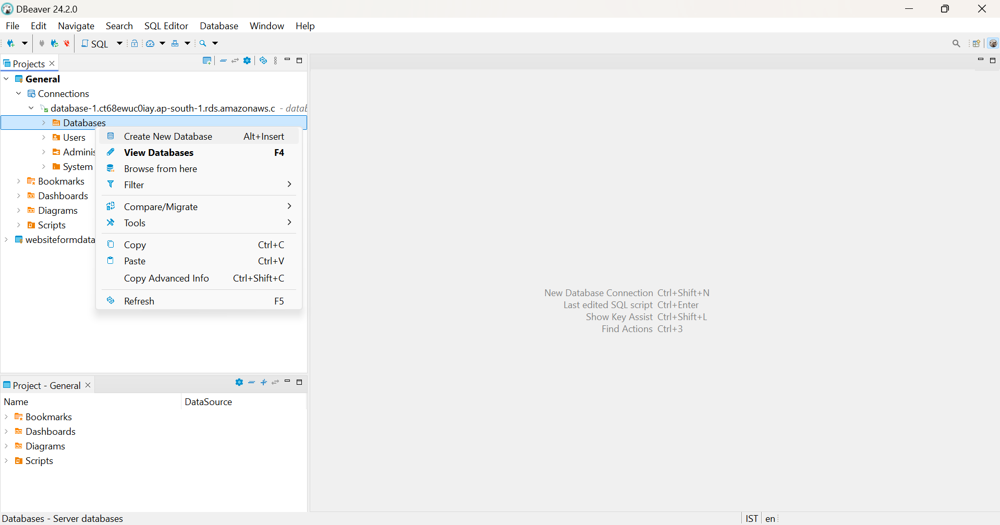 DBeaver 24.2.0
File Edit Navigate Search SQL Editor Database Window Help
SQL
Projects
General
Connections
database-1.ct68ewuc0iay.ap-south-1.rds.amazonaws.c - datab
Databases
Users
Adminis
System
Bookmarks
Dashboards
Diagrams
Scripts
websiteformdata
Create New Database Alt+Insert
View Databases F4
Browse from here
Filter
Compare/Migrate
Tools
Copy Ctrl+C
Paste Ctrl+V
Copy Advanced Info Ctrl+Shift+C
Refresh F5
New Database Connection Ctrl+Shift+N
Last edited SQL script Ctrl+Enter
Show Key Assist Ctrl+Shift+L
Find Actions Ctrl+3
Project - General
Name DataSource
Bookmarks
Dashboards
Diagrams
Scripts
Databases - Server databases IST en